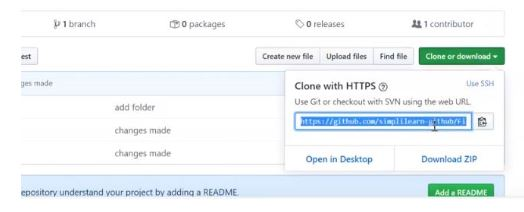 1 branch 0 packages 0 releases 1 contributor
est Create new file Upload files Find file Clone or download
ges made
Clone with HTTPS Use SSH
Use Git or checkout with SVN using the web URL.
https://github.com/simplilearn-github/Fi
add folder
changes made
changes made
Open in Desktop Download ZIP
epository understand your project by adding a README. Add a README